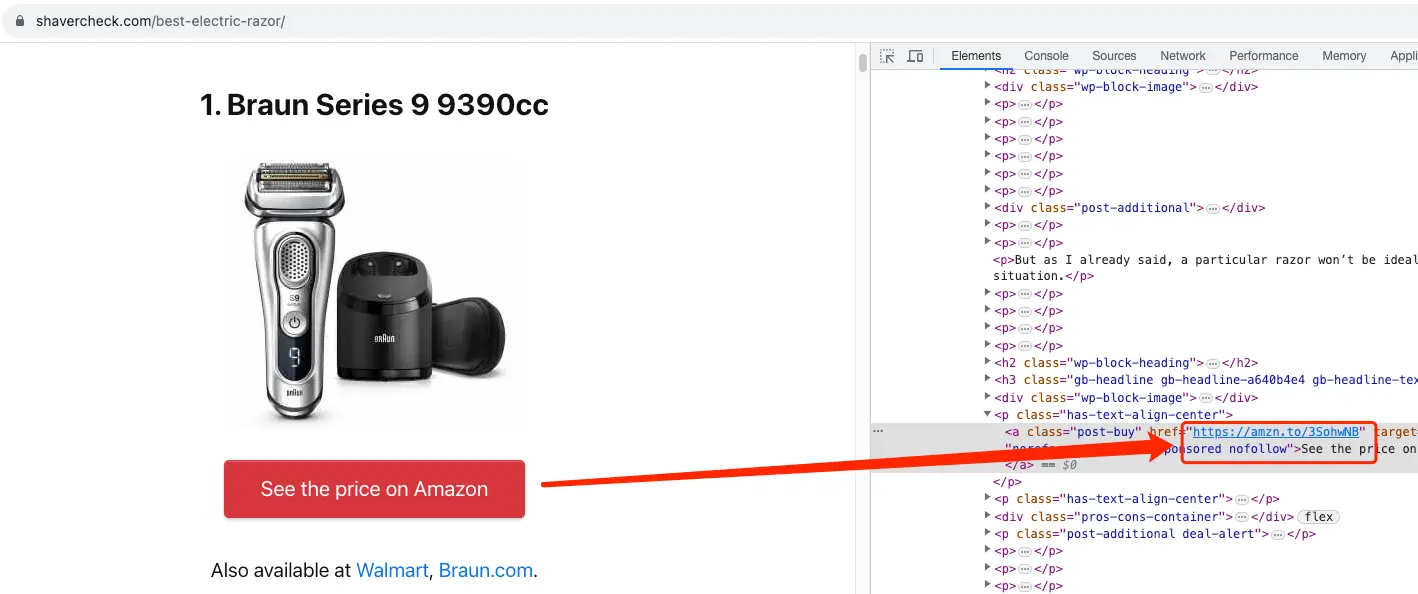 shavercheck.com/best-electric-razor/
Elements Console Sources Network Performance Memory Appli
<h2 class="wp-block-heading">…</h2>
<div class="wp-block-image">…</div>
<p>…</p>
<p>…</p>
<p>…</p>
<p>…</p>
<p>…</p>
<p>…</p>
<div class="post-additional">…</div>
<p>…</p>
<p>…</p>
<p>But as I already said, a particular razor won’t be ideal
situation.</p>
<p>…</p>
<p>…</p>
<p>…</p>
<p>…</p>
<h2 class="wp-block-heading">…</h2>
<h3 class="gb-headline gb-headline-a640b4e4 gb-headline-tex
<div class="wp-block-image">…</div>
<p class="has-text-align-center">
… <a class="post-buy" href="https://amzn.to/3SohwNB" target
nofollow">See the price on
</a> == $0
</p>
<p class="has-text-align-center">…</p>
<div class="pros-cons-container">…</div> flex
<p class="post-additional deal-alert">…</p>
<p>…</p>
<p>…</p>
<p>…</p>
1. Braun Series 9 9390cc
S9
9
BRAUN
BRAUN
See the price on Amazon
Also available at Walmart, Braun.com.